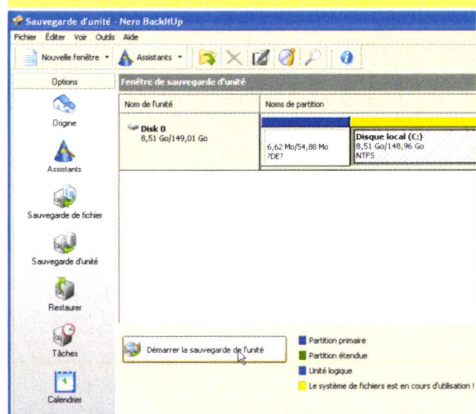 Sauvegarde d'unité - Nero BackItUp
Fichier Éditer Voir Outils Aide
Nouvelle fenêtre Assistants
Options
Fenêtre de sauvegarde d'unité
Origine
Assistants
Sauvegarde de fichier
Sauvegarde d'unité
Restaurer
Tâches
Calendrier
Nom de l'unité Noms de partition
Disk 0
8,51 Go/149,01 Go
6,62 Mo/54,88 Mo
?DE?
Disque local (C:)
8,51 Go/148,96 Go
NTFS
Démarrer la sauvegarde de l'unité
Partition primaire
Partition étendue
Unité logique
Le système de fichiers est en cours d'utilisation !